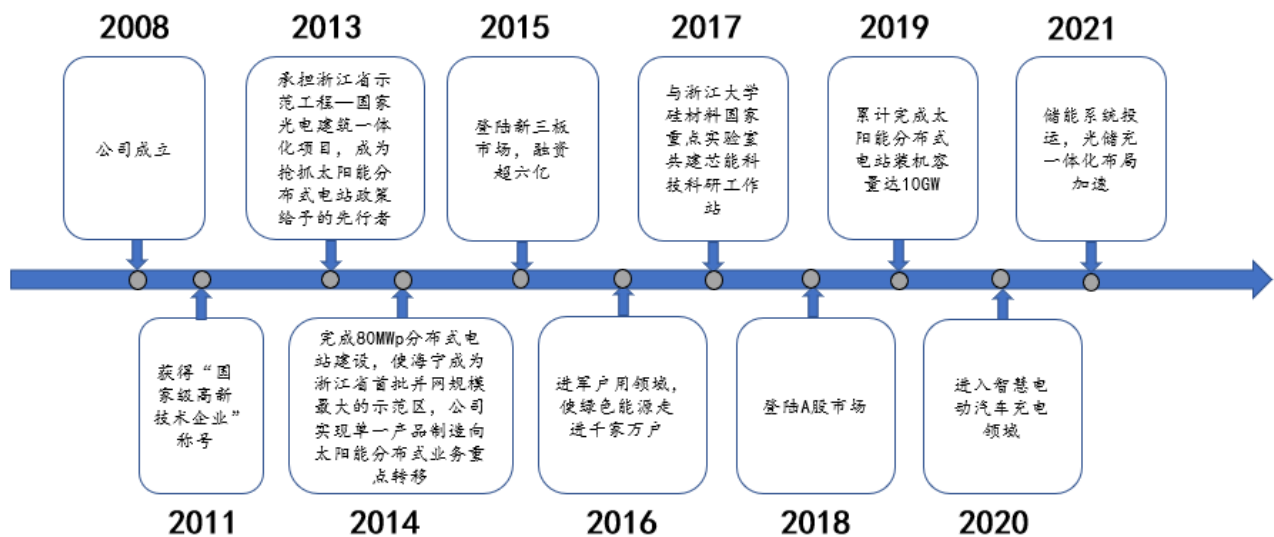 2008
2013
2015
2017
2019
2021
公司成立
承担浙江省示
范工程—国家
光电建筑一体
化项目，成为
抢抓太阳能分
布式电站政策
给予的先行者
登陆新三板
市场，融资
超六亿
与浙江大学
硅材料国家
重点实验室
共建芯能科
技科研工作
站
累计完成太
阳能分布式
电站装机容
量达10GW
储能系统投
运，光储充
一体化布局
加速
获得“国
家级高新
技术企业”
称号
完成80MWp分布式电
站建设，使海宁成为
浙江省首批并网规模
最大的示范区，公司
实现单一产品制造向
太阳能分布式业务重
点转移
进军户用领域，
使绿色能源走
进千家万户
登陆A股市场
进入智慧电
动汽车充电
领域
2011
2014
2016
2018
2020